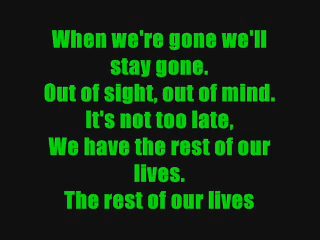 When we're gone we'll
stay gone.
Out of sight, out of mind.
It's not too late,
We have the rest of our
lives.
The rest of our lives